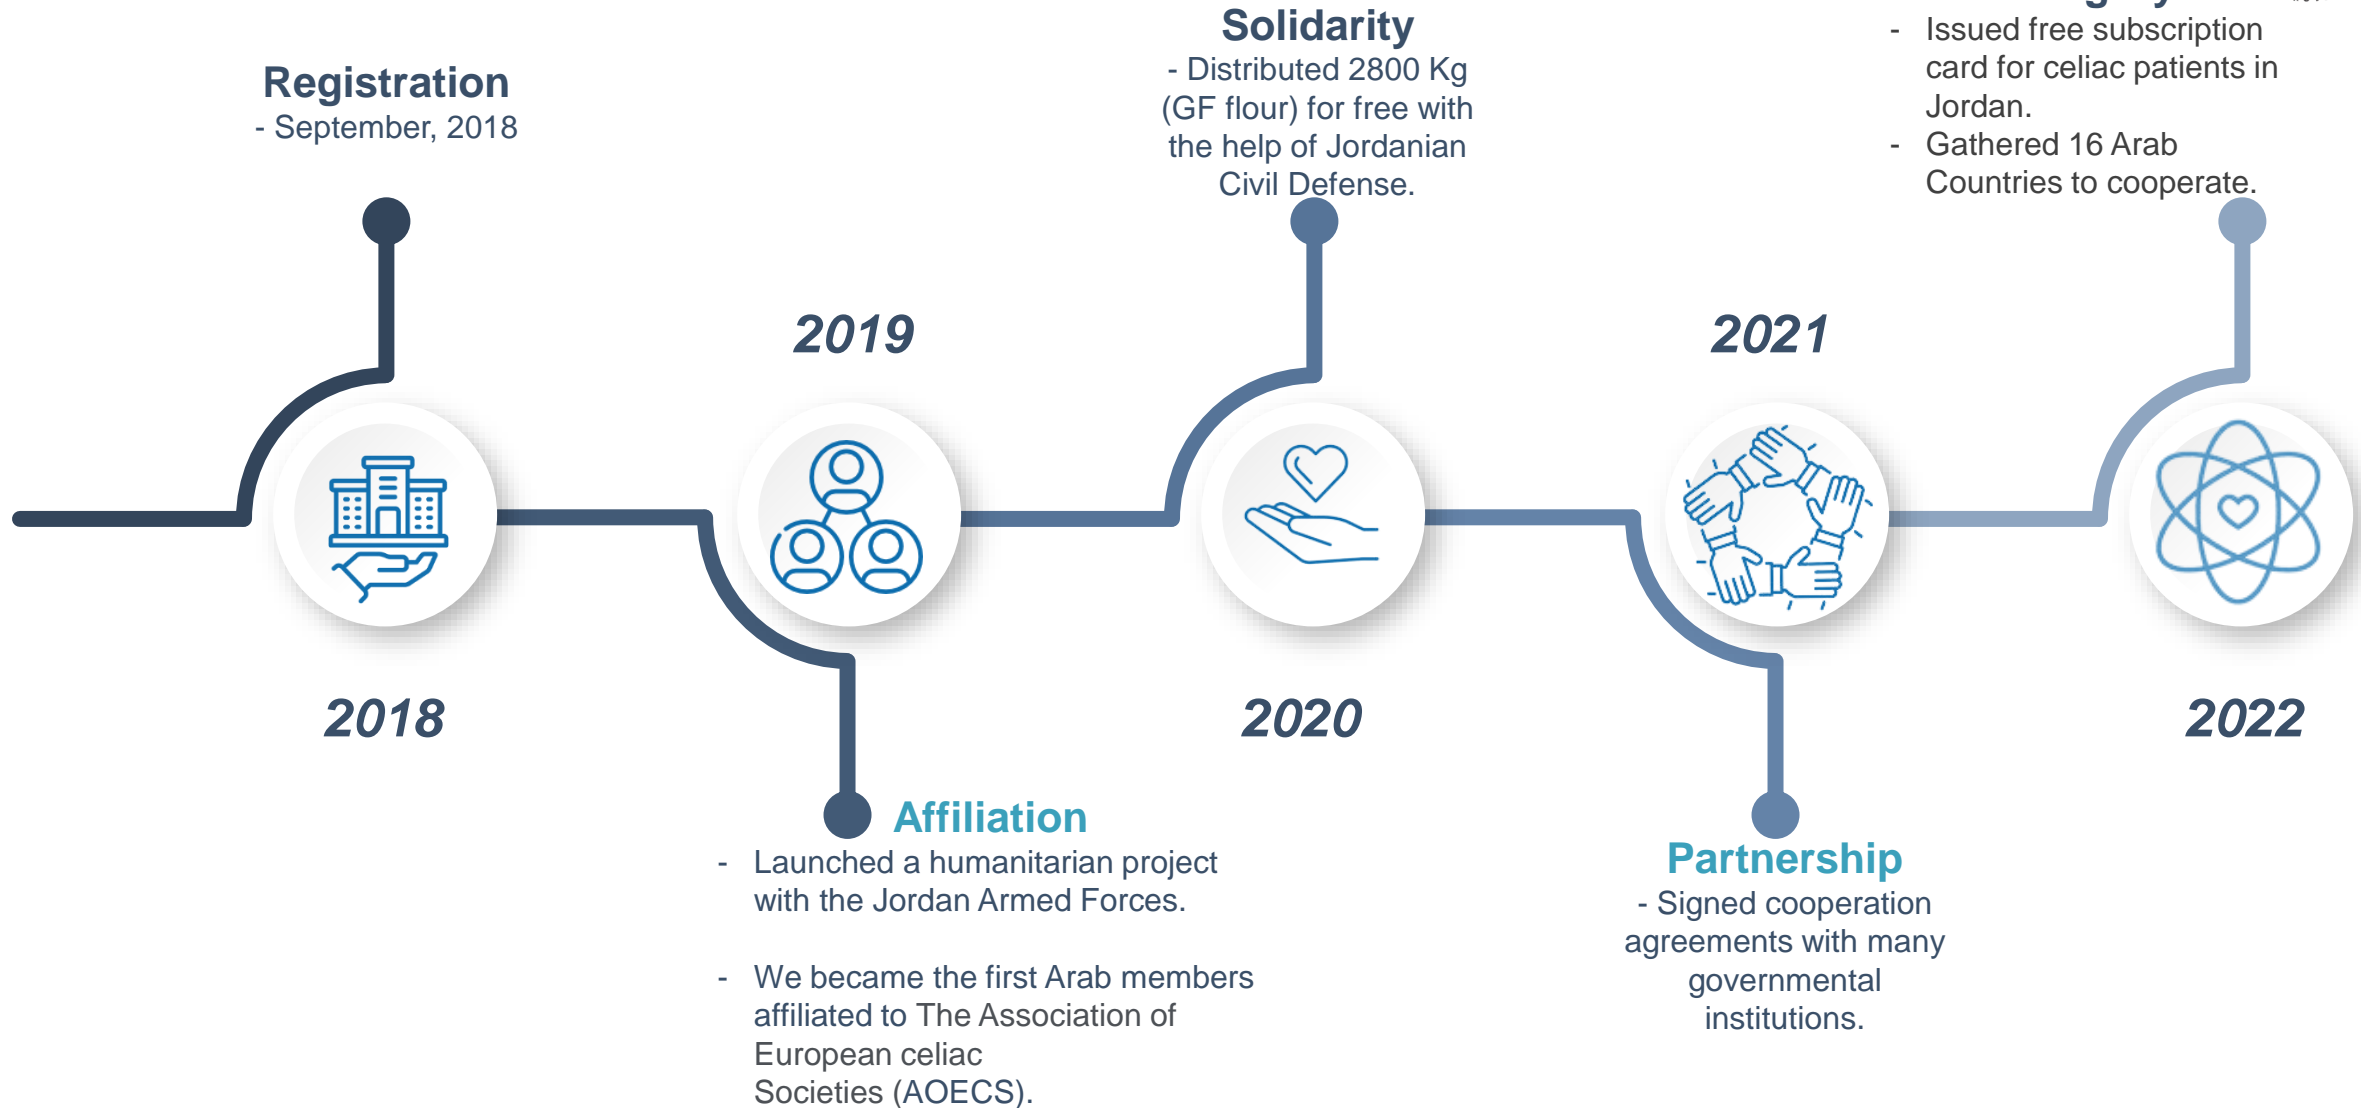 Registration
- September, 2018
2018
2019
Affiliation
- Launched a humanitarian project
with the Jordan Armed Forces.
- We became the first Arab members
affiliated to The Association of
European celiac
Societies (AOECS).
Solidarity
- Distributed 2800 Kg
(GF flour) for free with
the help of Jordanian
Civil Defense.
2020
2021
Partnership
- Signed cooperation
agreements with many
governmental
institutions.
- Issued free subscription
card for celiac patients in
Jordan.
- Gathered 16 Arab
Countries to cooperate.
2022